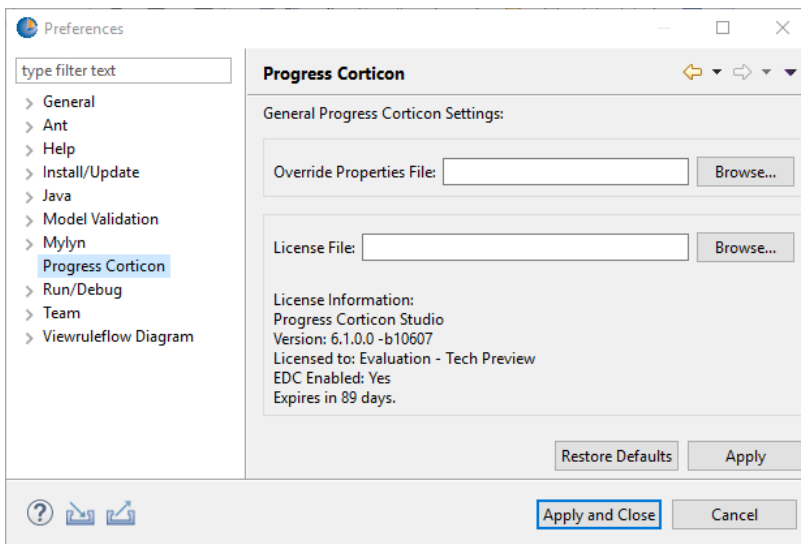 Preferences
type filter text
General
Ant
Help
Install/Update
Java
Model Validation
Mylyn
Progress Corticon
Run/Debug
Team
Viewruleflow Diagram
Progress Corticon
General Progress Corticon Settings:
Override Properties File:
Browse...
License File:
Browse...
License Information:
Progress Corticon Studio
Version: 6.1.0.0 -b10607
Licensed to: Evaluation - Tech Preview
EDC Enabled: Yes
Expires in 89 days.
Restore Defaults
Apply
?
Apply and Close
Cancel